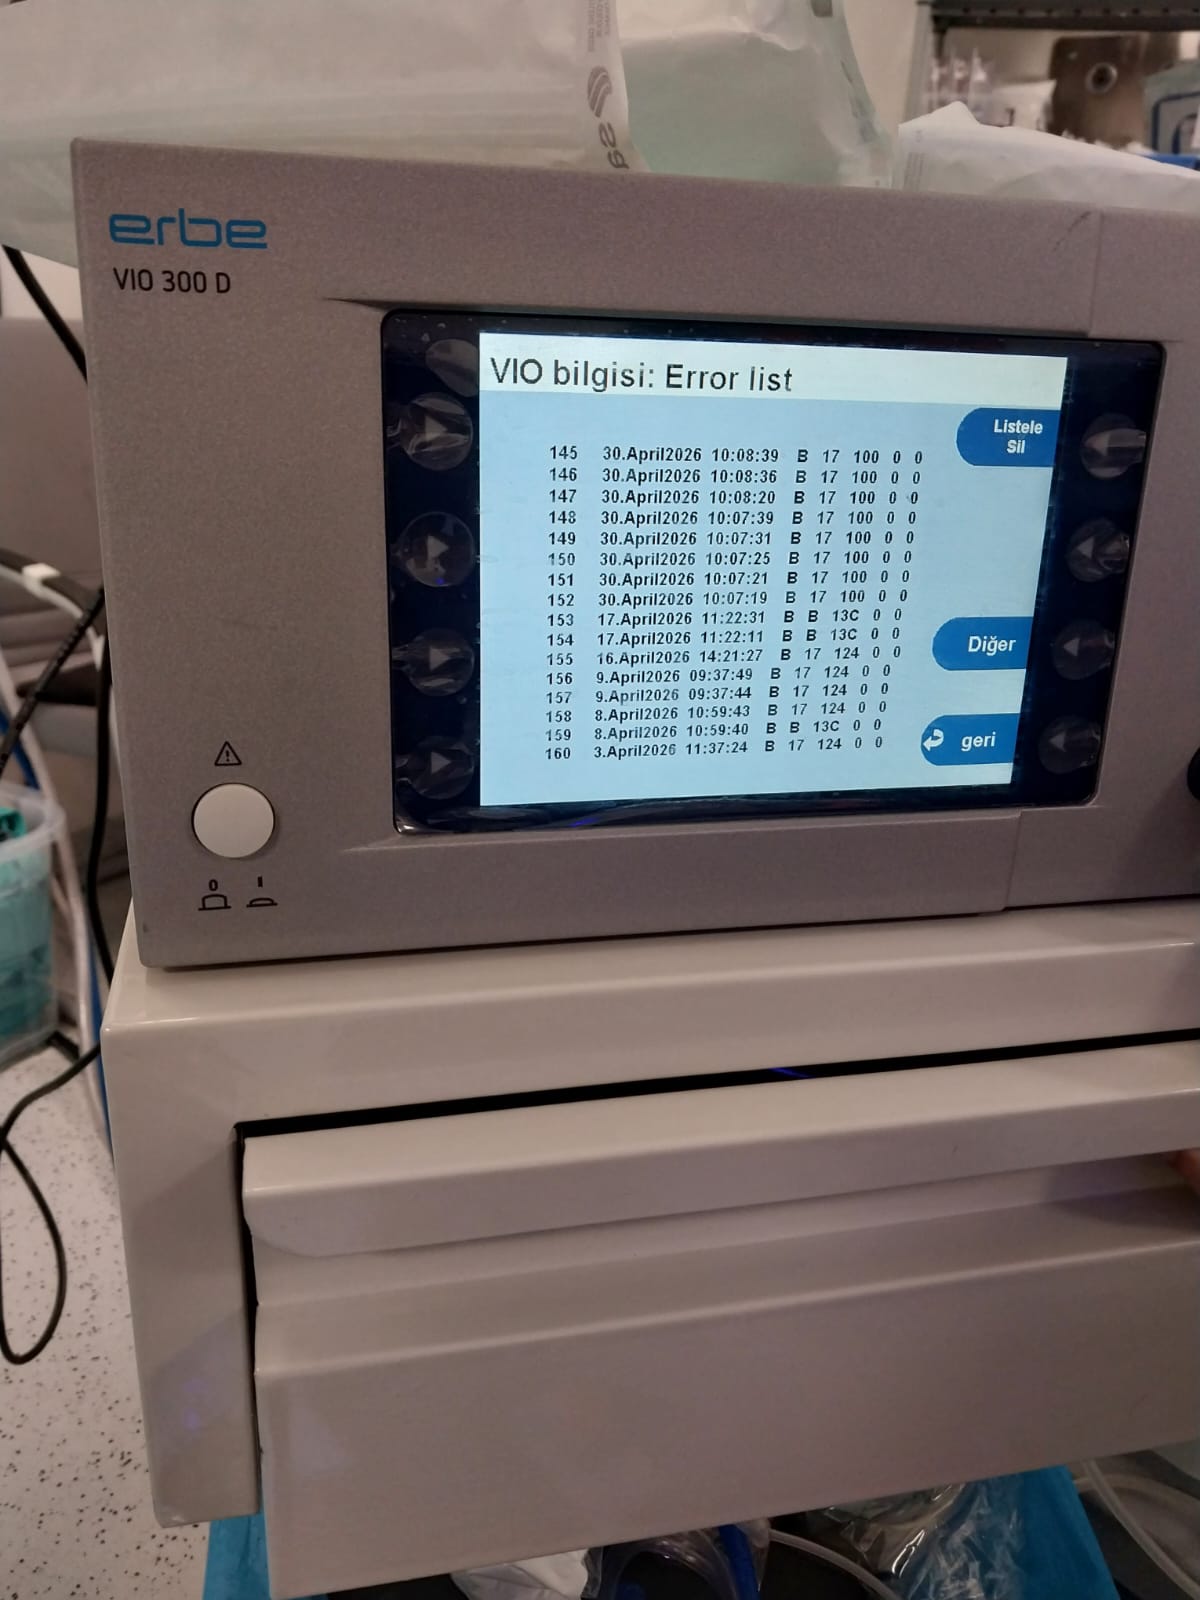 erbe
VIO 300 D
VIO bilgisi: Error list
Listele
Sil
145 30.April2026 10:08:39 B 17 100 0 0
146 30.April2026 10:08:36 B 17 100 0 0
147 30.April2026 10:08:20 B 17 100 0 0
148 30.April2026 10:07:39 B 17 100 0 0
149 30.April2026 10:07:31 B 17 100 0 0
150 30.April2026 10:07:25 B 17 100 0 0
151 30.April2026 10:07:21 B 17 100 0 0
152 30.April2026 10:07:19 B 17 100 0 0
153 17.April2026 11:22:31 B B 13C 0 0
154 17.April2026 11:22:11 B B 13C 0 0
155 16.April2026 14:21:27 B 17 124 0 0
156 9.April2026 09:37:49 B 17 124 0 0
157 9.April2026 09:37:44 B 17 124 0 0
158 8.April2026 10:59:43 B 17 124 0 0
159 8.April2026 10:59:40 B B 13C 0 0
160 3.April2026 11:37:24 B 17 124 0 0
Diğer
geri
0 I